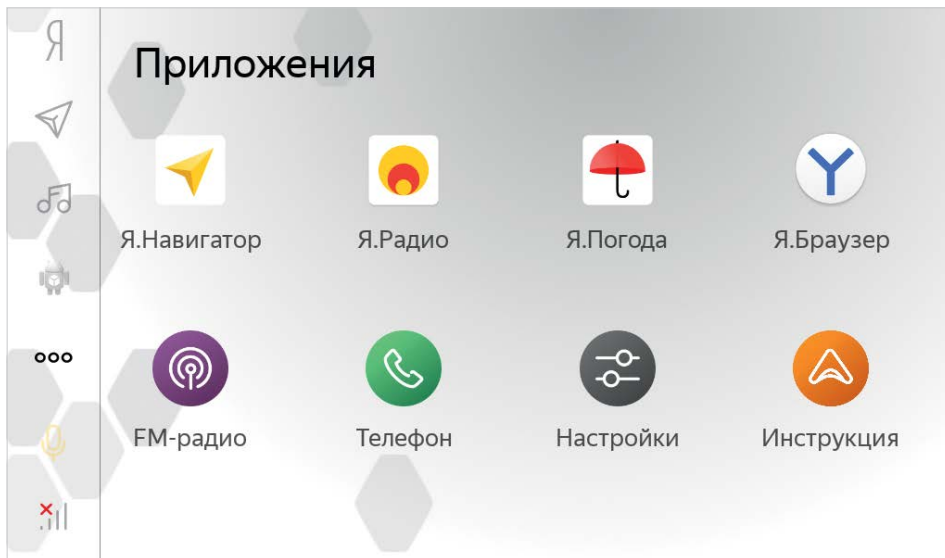 Я
Приложения
Я.Навигатор
Я.Радио
Я.Погода
Я.Браузер
FM-радио
Телефон
Настройки
Инструкция